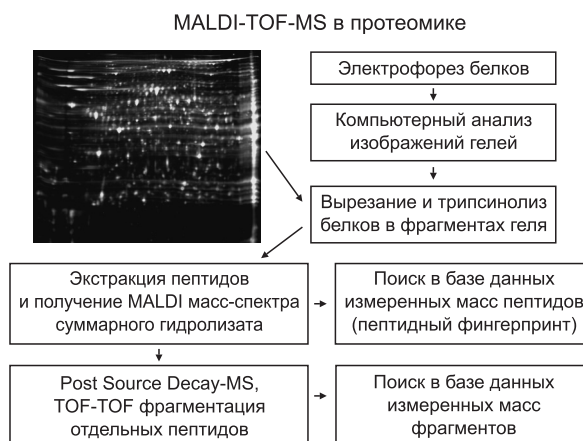 MALDI-TOF-MS в протеомике
Электрофорез белков
Компьютерный анализ
изображений гелей
Вырезание и трипсинолиз
белков в фрагментах геля
Экстракция пептидов
и получение MALDI масс-спектра
суммарного гидролизата
Поиск в базе данных
измеренных масс пептидов
(пептидный фингерпринт)
Post Source Decay-MS,
TOF-TOF фрагментация
отдельных пептидов
Поиск в базе данных
измеренных масс
фрагментов